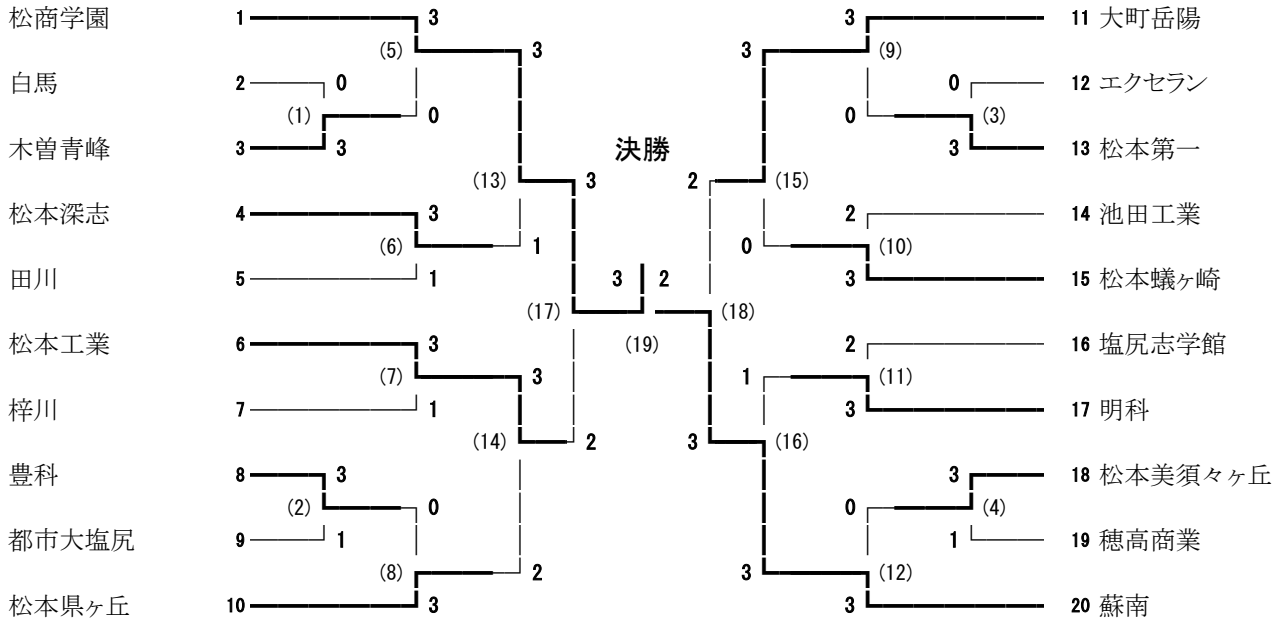 松商学園 1 3 3 11 大町岳陽
(5) 3 3 (9)
白馬 2 0 0 12 エクセラン
(1) 0 0 (3)
木曽青峰 3 3 決勝 3 13 松本第一
(13) 3 2 (15)
松本深志 4 3 2 14 池田工業
(6) 1 0 (10)
田川 5 1 3 2 3 15 松本蟻ヶ崎
(17) (18)
松本工業 6 3 (19) 2 16 塩尻志学館
(7) 3 1 (11)
梓川 7 1 3 17 明科
(14) 2 3 (16)
豊科 8 3 3 18 松本美須々ヶ丘
(2) 0 0 (4)
都市大塩尻 9 1 1 19 穂高商業
(8) 2 3 (12)
松本県ヶ丘 10 3 3 20 蘇南